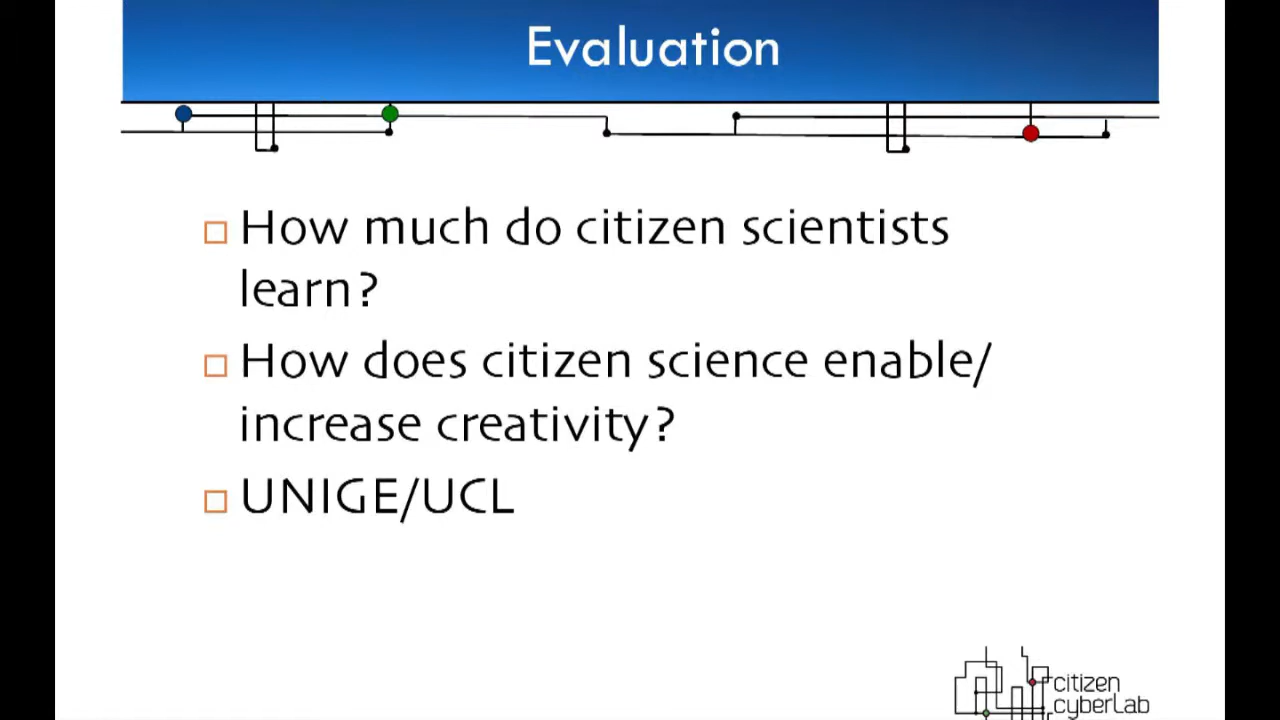 Evaluation
How much do citizen scientists
learn?
How does citizen science enable/
increase creativity?
UNIGE/UCL
citizen
cyberLab